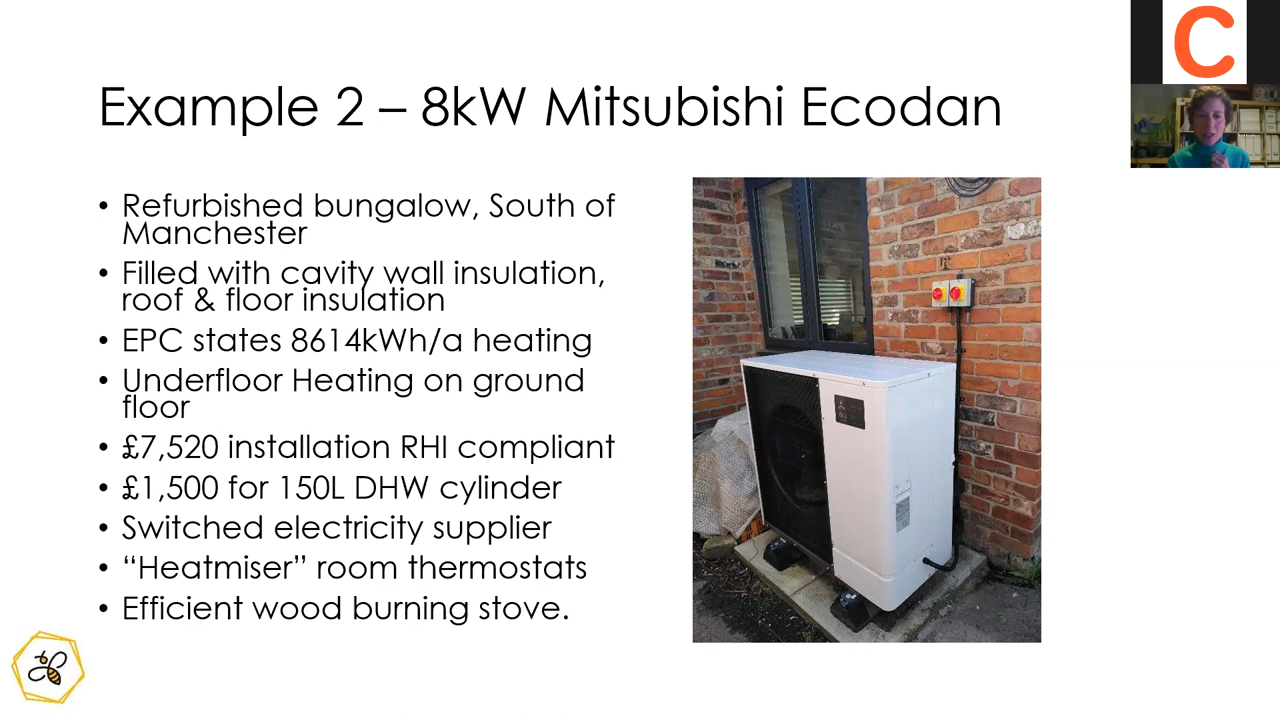 C
Example 2 – 8kW Mitsubishi Ecodan
• Refurbished bungalow, South of
Manchester
• Filled with cavity wall insulation,
roof & floor insulation
• EPC states 8614kWh/a heating
• Underfloor Heating on ground
floor
• £7,520 installation RHI compliant
• £1,500 for 150L DHW cylinder
• Switched electricity supplier
• “Heatmiser” room thermostats
• Efficient wood burning stove.